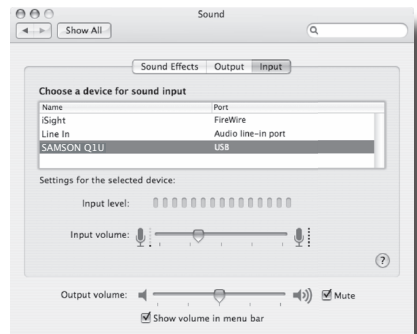 Sound
Show All
Sound Effects Output Input
Choose a device for sound input
Name Port
iSight FireWire
Line In Audio line-in port
SAMSON Q1U USB
Settings for the selected device:
Input level:
Input volume:
?
Output volume: Mute
Show volume in menu bar